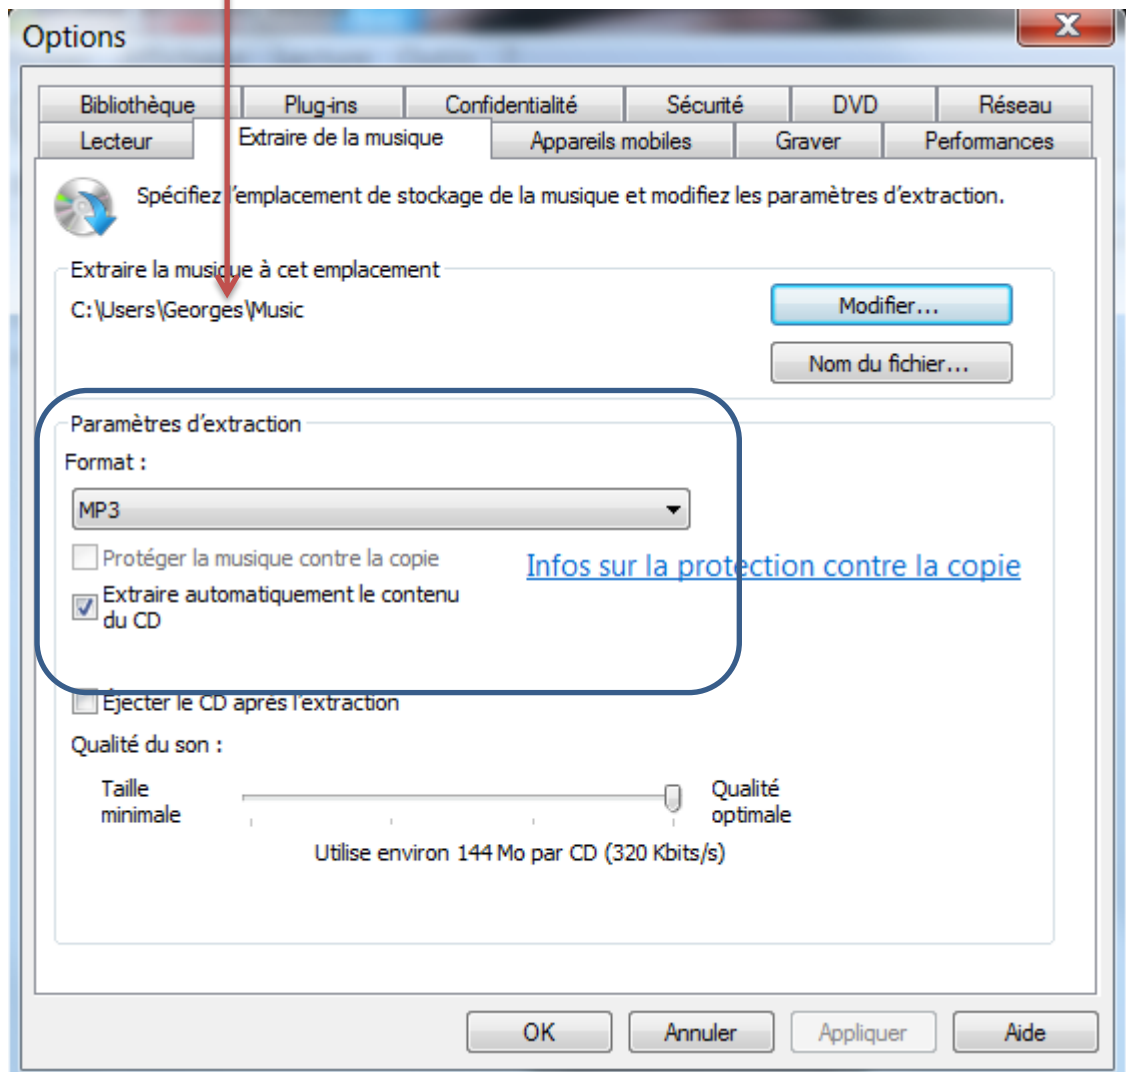 Options
Bibliothèque Plug-ins Confidentialité Sécurité DVD Réseau
Lecteur Extraire de la musique Appareils mobiles Graver Performances
Spécifiez l'emplacement de stockage de la musique et modifiez les paramètres d'extraction.
Extraire la musique à cet emplacement
C:\Users\Georges\Music
Modifier...
Nom du fichier...
Paramètres d'extraction
Format :
MP3
Protéger la musique contre la copie
Infos sur la protection contre la copie
Extraire automatiquement le contenu
du CD
Éjecter le CD après l'extraction
Qualité du son :
Taille
minimale
Qualité
optimale
Utilise environ 144 Mo par CD (320 Kbits/s)
OK Annuler Appliquer Aide